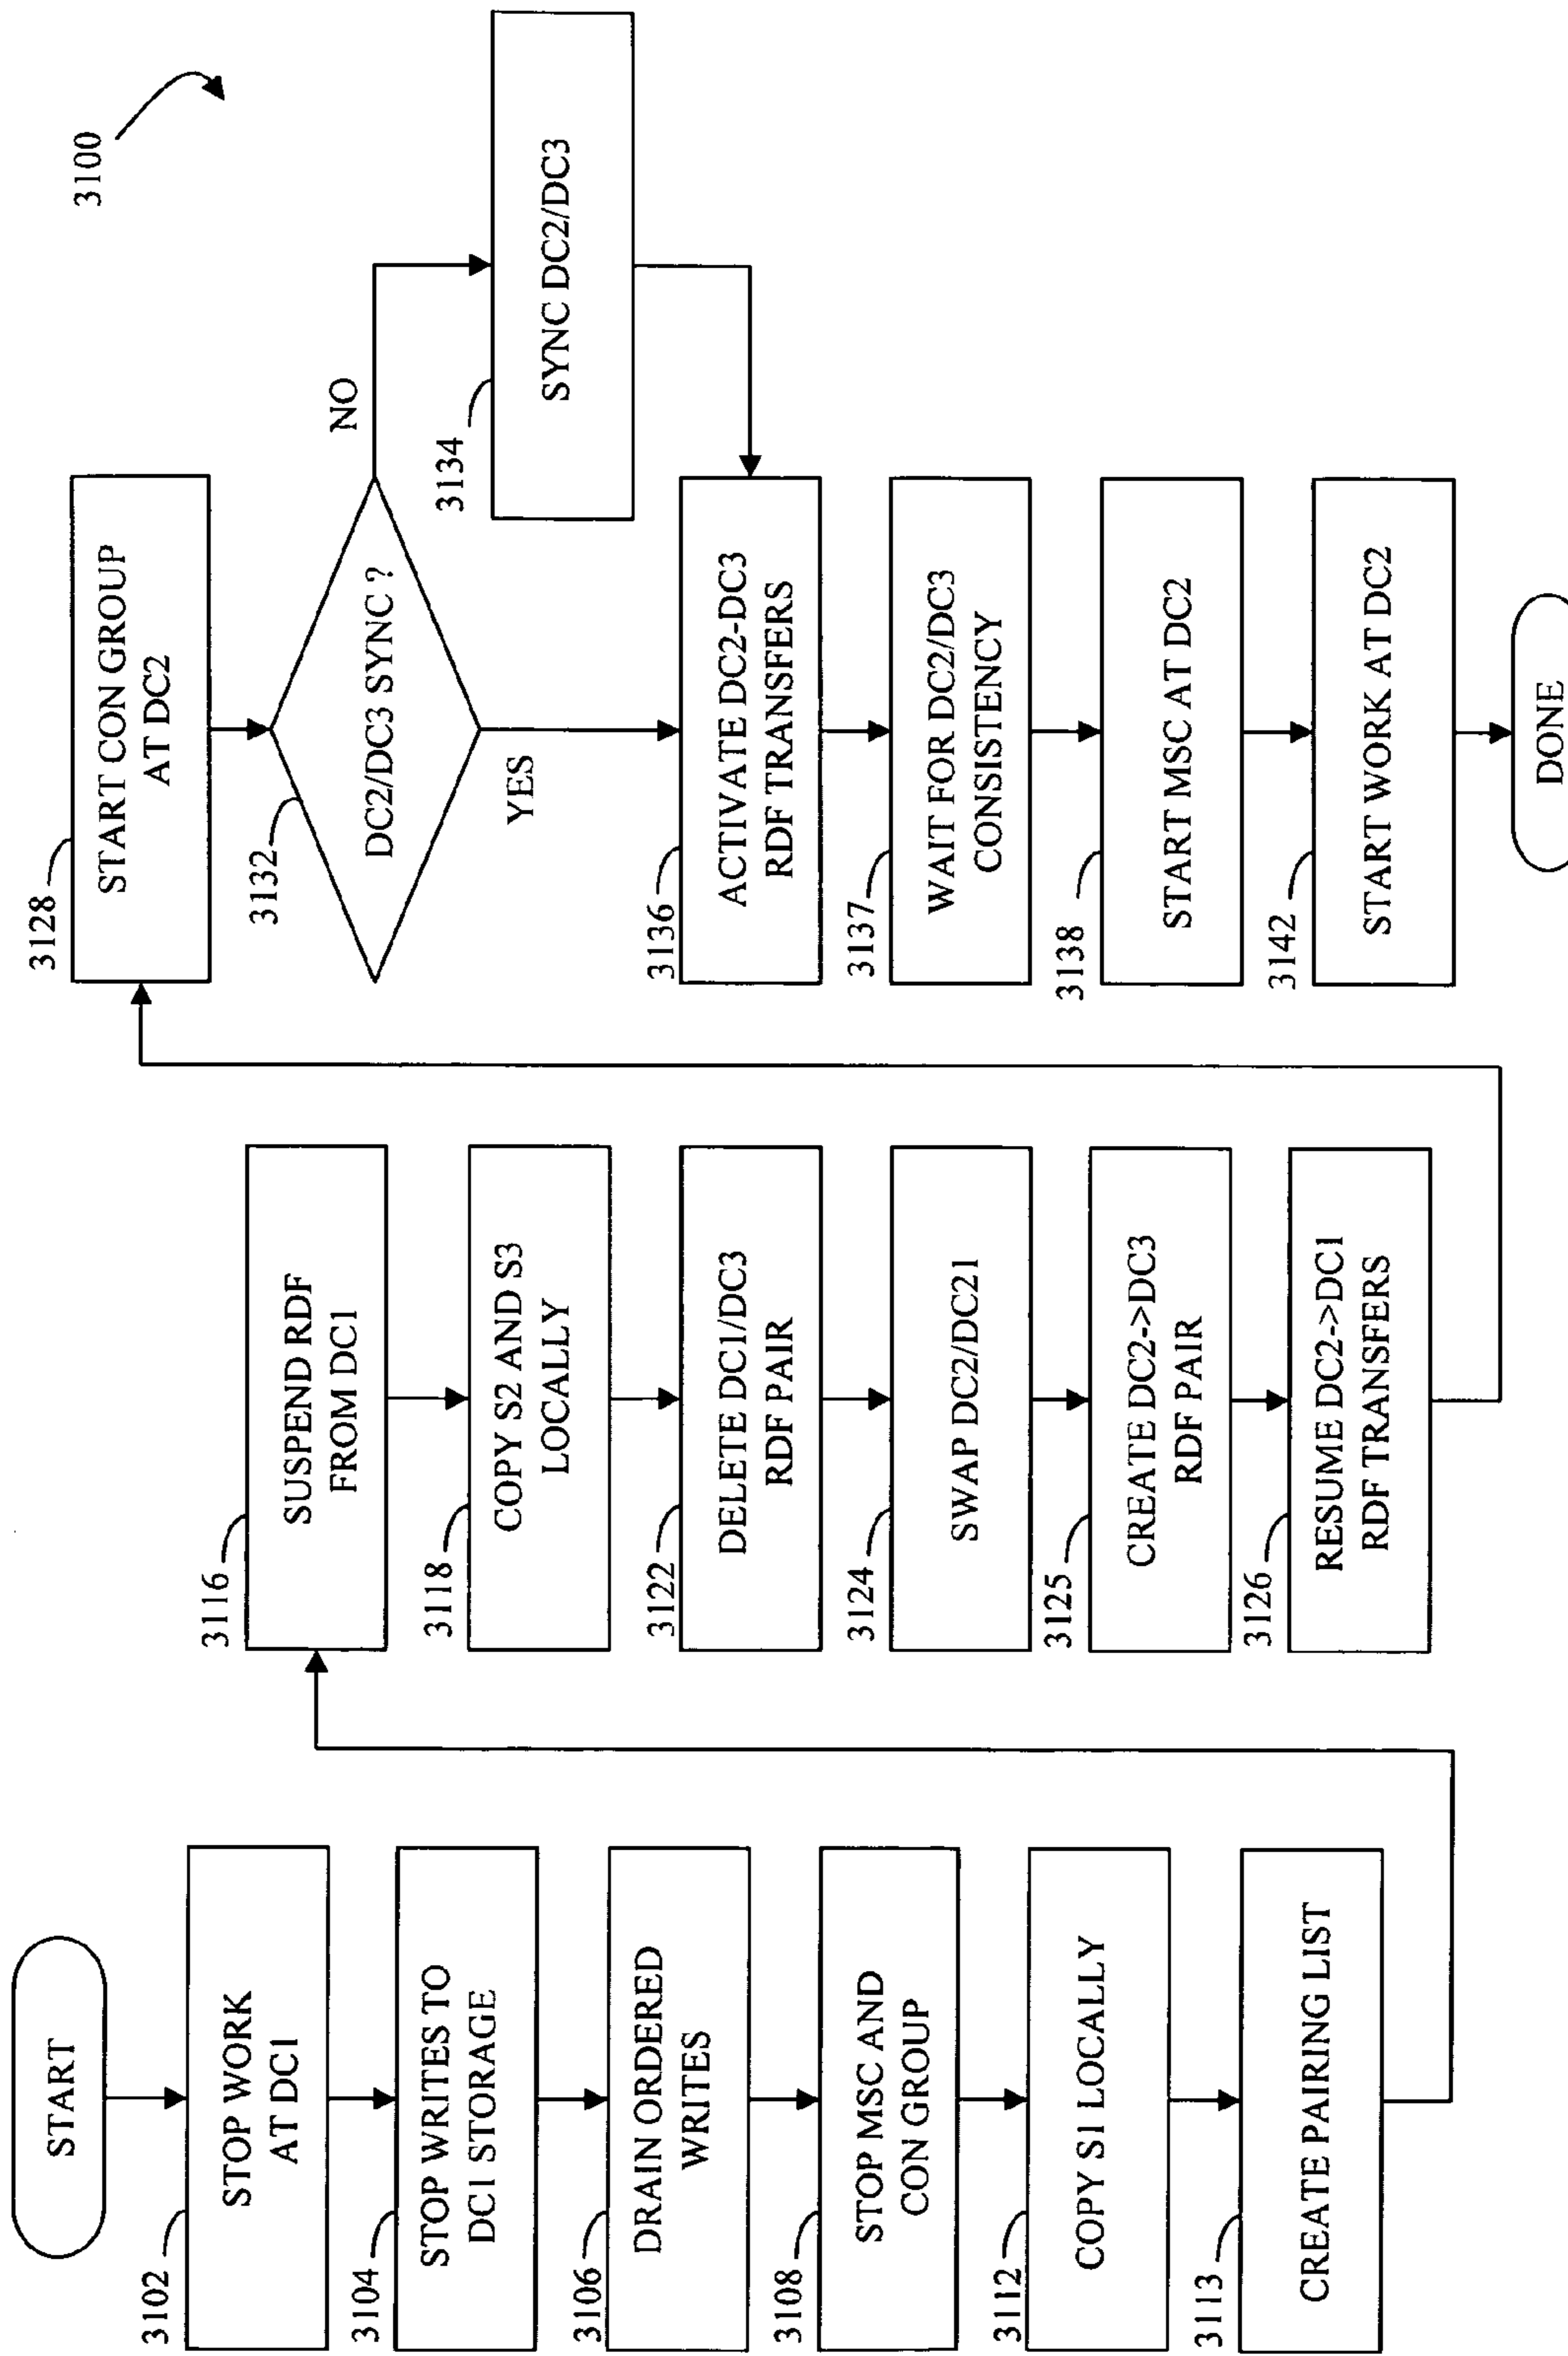 3100
START
3102
STOP WORK
AT DC1
3104
STOP WRITES TO
DC1 STORAGE
3106
DRAIN ORDERED
WRITES
3108
STOP MSC AND
CON GROUP
3112
COPY S1 LOCALLY
3113
CREATE PAIRING LIST
3116
SUSPEND RDF
FROM DC1
3118
COPY S2 AND S3
LOCALLY
3122
DELETE DC1/DC3
RDF PAIR
3124
SWAP DC2/DC21
3125
CREATE DC2->DC3
RDF PAIR
3126
RESUME DC2->DC1
RDF TRANSFERS
3128
START CON GROUP
AT DC2
3132
DC2/DC3 SYNC ?
NO
YES
3134
SYNC DC2/DC3
3136
ACTIVATE DC2-DC3
RDF TRANSFERS
3137
WAIT FOR DC2/DC3
CONSISTENCY
3138
START MSC AT DC2
3142
START WORK AT DC2
DONE